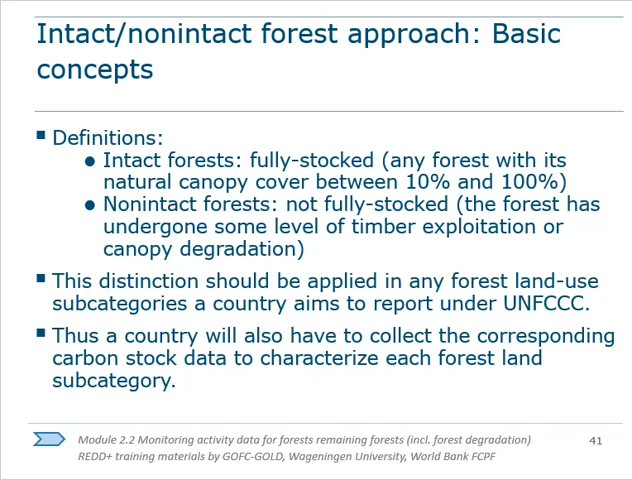 Intact/nonintact forest approach: Basic
concepts
▪ Definitions:
● Intact forests: fully-stocked (any forest with its
natural canopy cover between 10% and 100%)
● Nonintact forests: not fully-stocked (the forest has
undergone some level of timber exploitation or
canopy degradation)
▪ This distinction should be applied in any forest land-use
subcategories a country aims to report under UNFCCC.
▪ Thus a country will also have to collect the corresponding
carbon stock data to characterize each forest land
subcategory.
Module 2.2 Monitoring activity data for forests remaining forests (incl. forest degradation)
REDD+ training materials by GOFC-GOLD, Wageningen University, World Bank FCPF
41